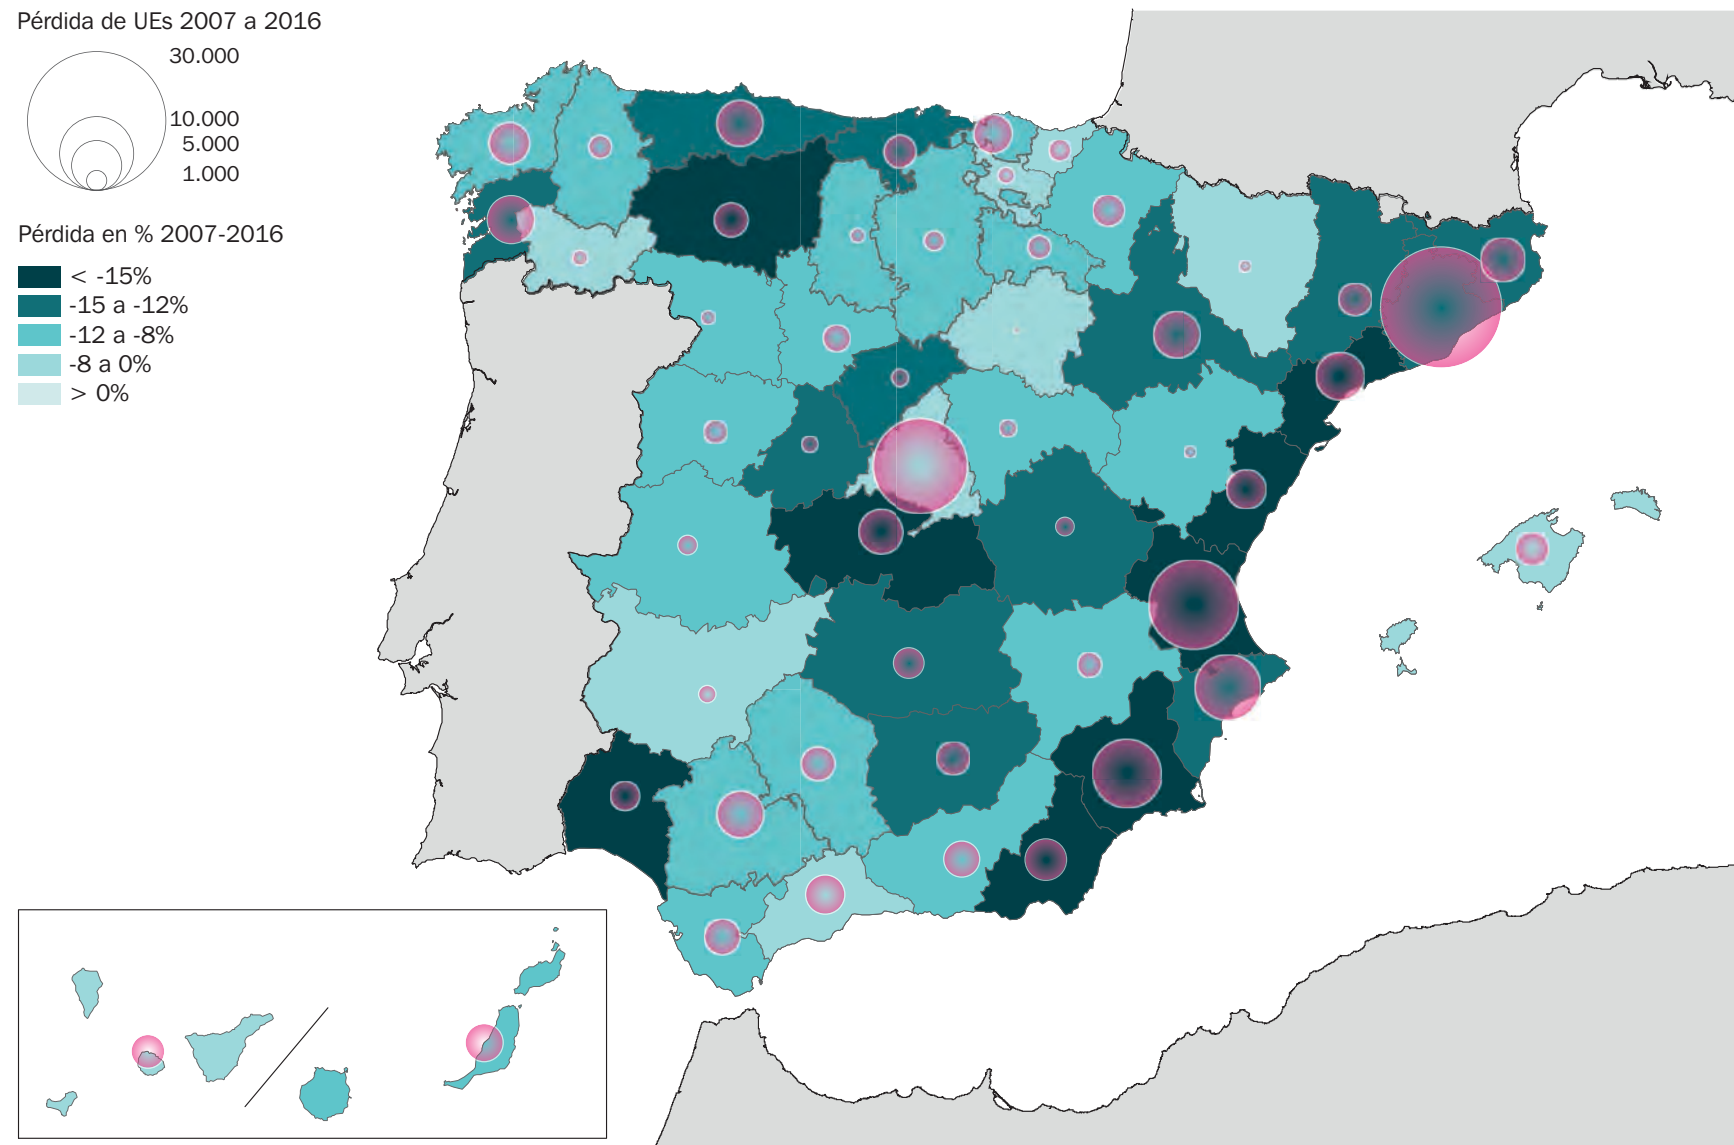 Pérdida de UEs 2007 a 2016
30.000
10.000
5.000
1.000
Pérdida en % 2007-2016
< -15%
-15 a -12%
-12 a -8%
-8 a 0%
> 0%